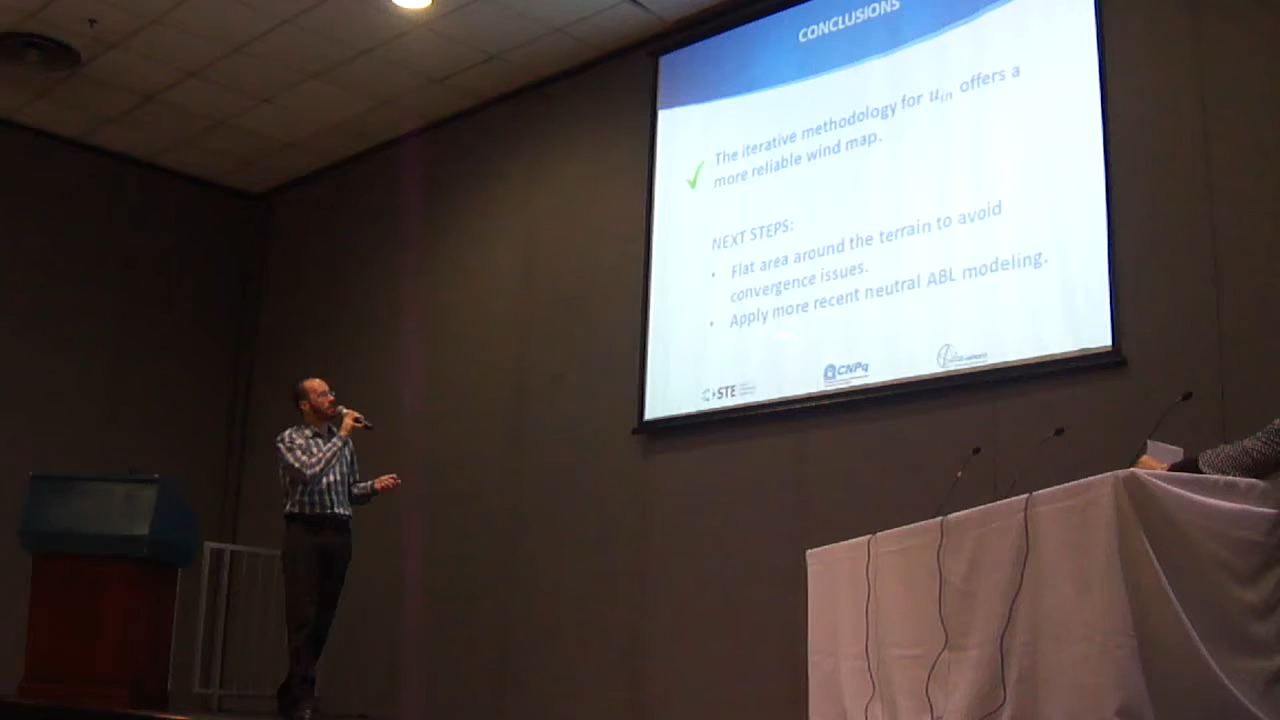 CONCLUSIONS
The iterative methodology for u_in offers a
more reliable wind map.
NEXT STEPS:
• Flat area around the terrain to avoid
convergence issues.
• Apply more recent neutral ABL modeling.
STE
CNPq